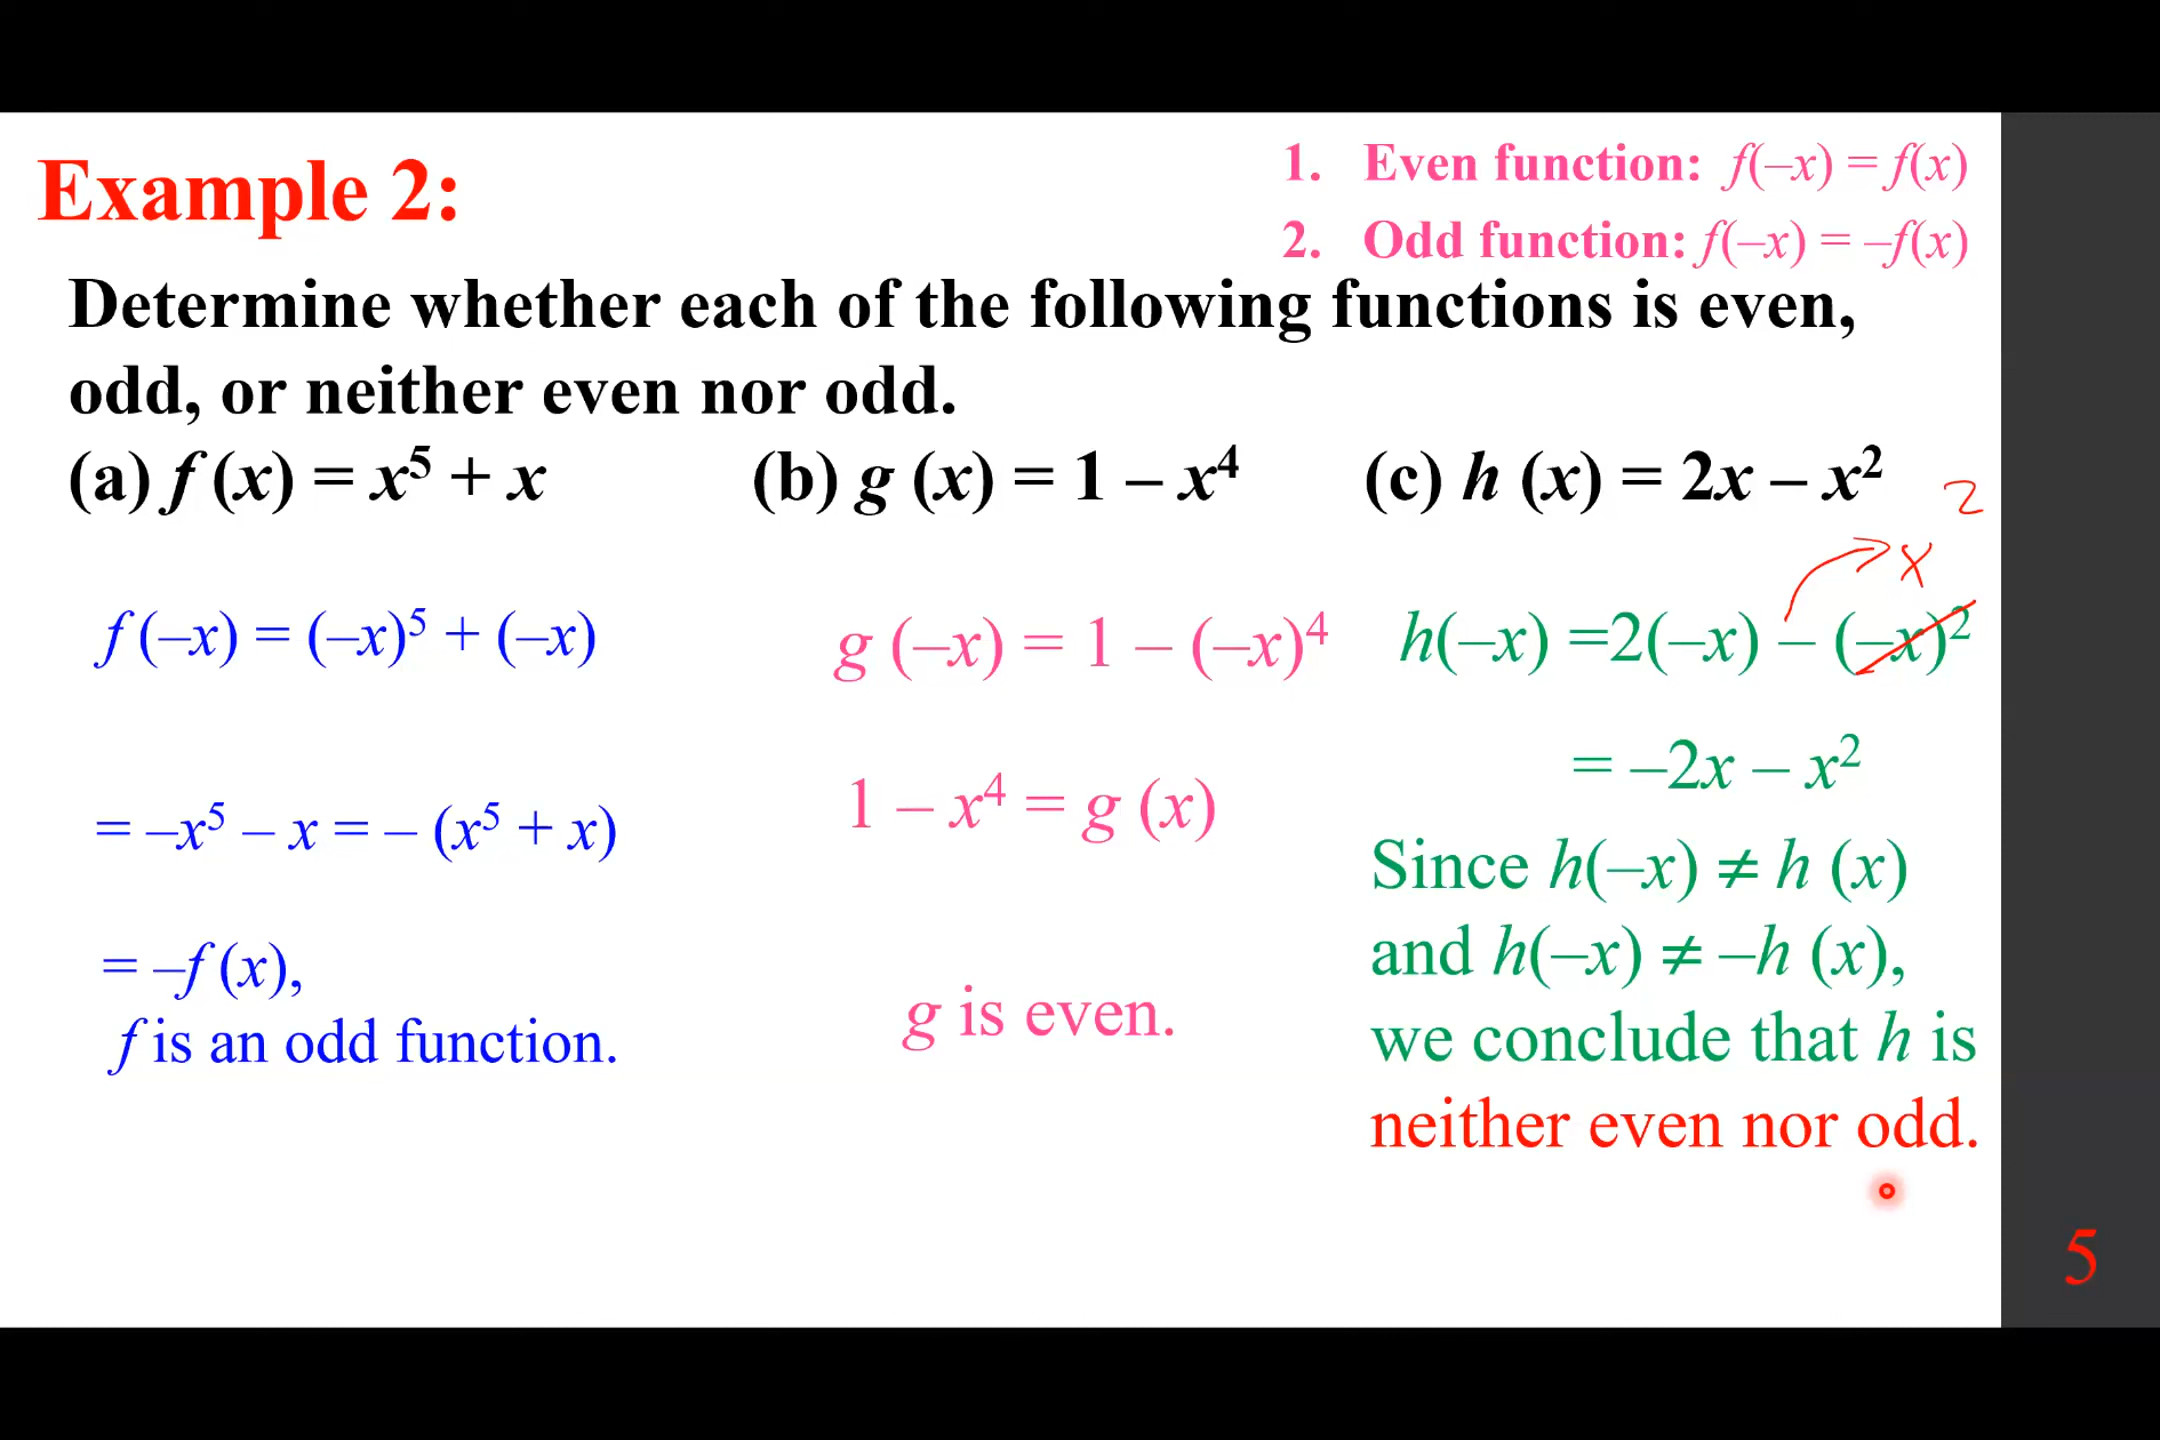 Example 2:
1. Even function: f(–x) = f(x)
2. Odd function: f(–x) = –f(x)
Determine whether each of the following functions is even,
odd, or neither even nor odd.
(a) f (x) = x⁵ + x
(b) g (x) = 1 – x⁴
(c) h (x) = 2x – x²
f (–x) = (–x)⁵ + (–x)
= –x⁵ – x = – (x⁵ + x)
= –f (x),
f is an odd function.
g (–x) = 1 – (–x)⁴
1 – x⁴ = g (x)
g is even.
x 2
h(–x) =2(–x) – (–x)²
= –2x – x²
Since h(–x) ≠ h (x)
and h(–x) ≠ –h (x),
we conclude that h is
neither even nor odd.
5